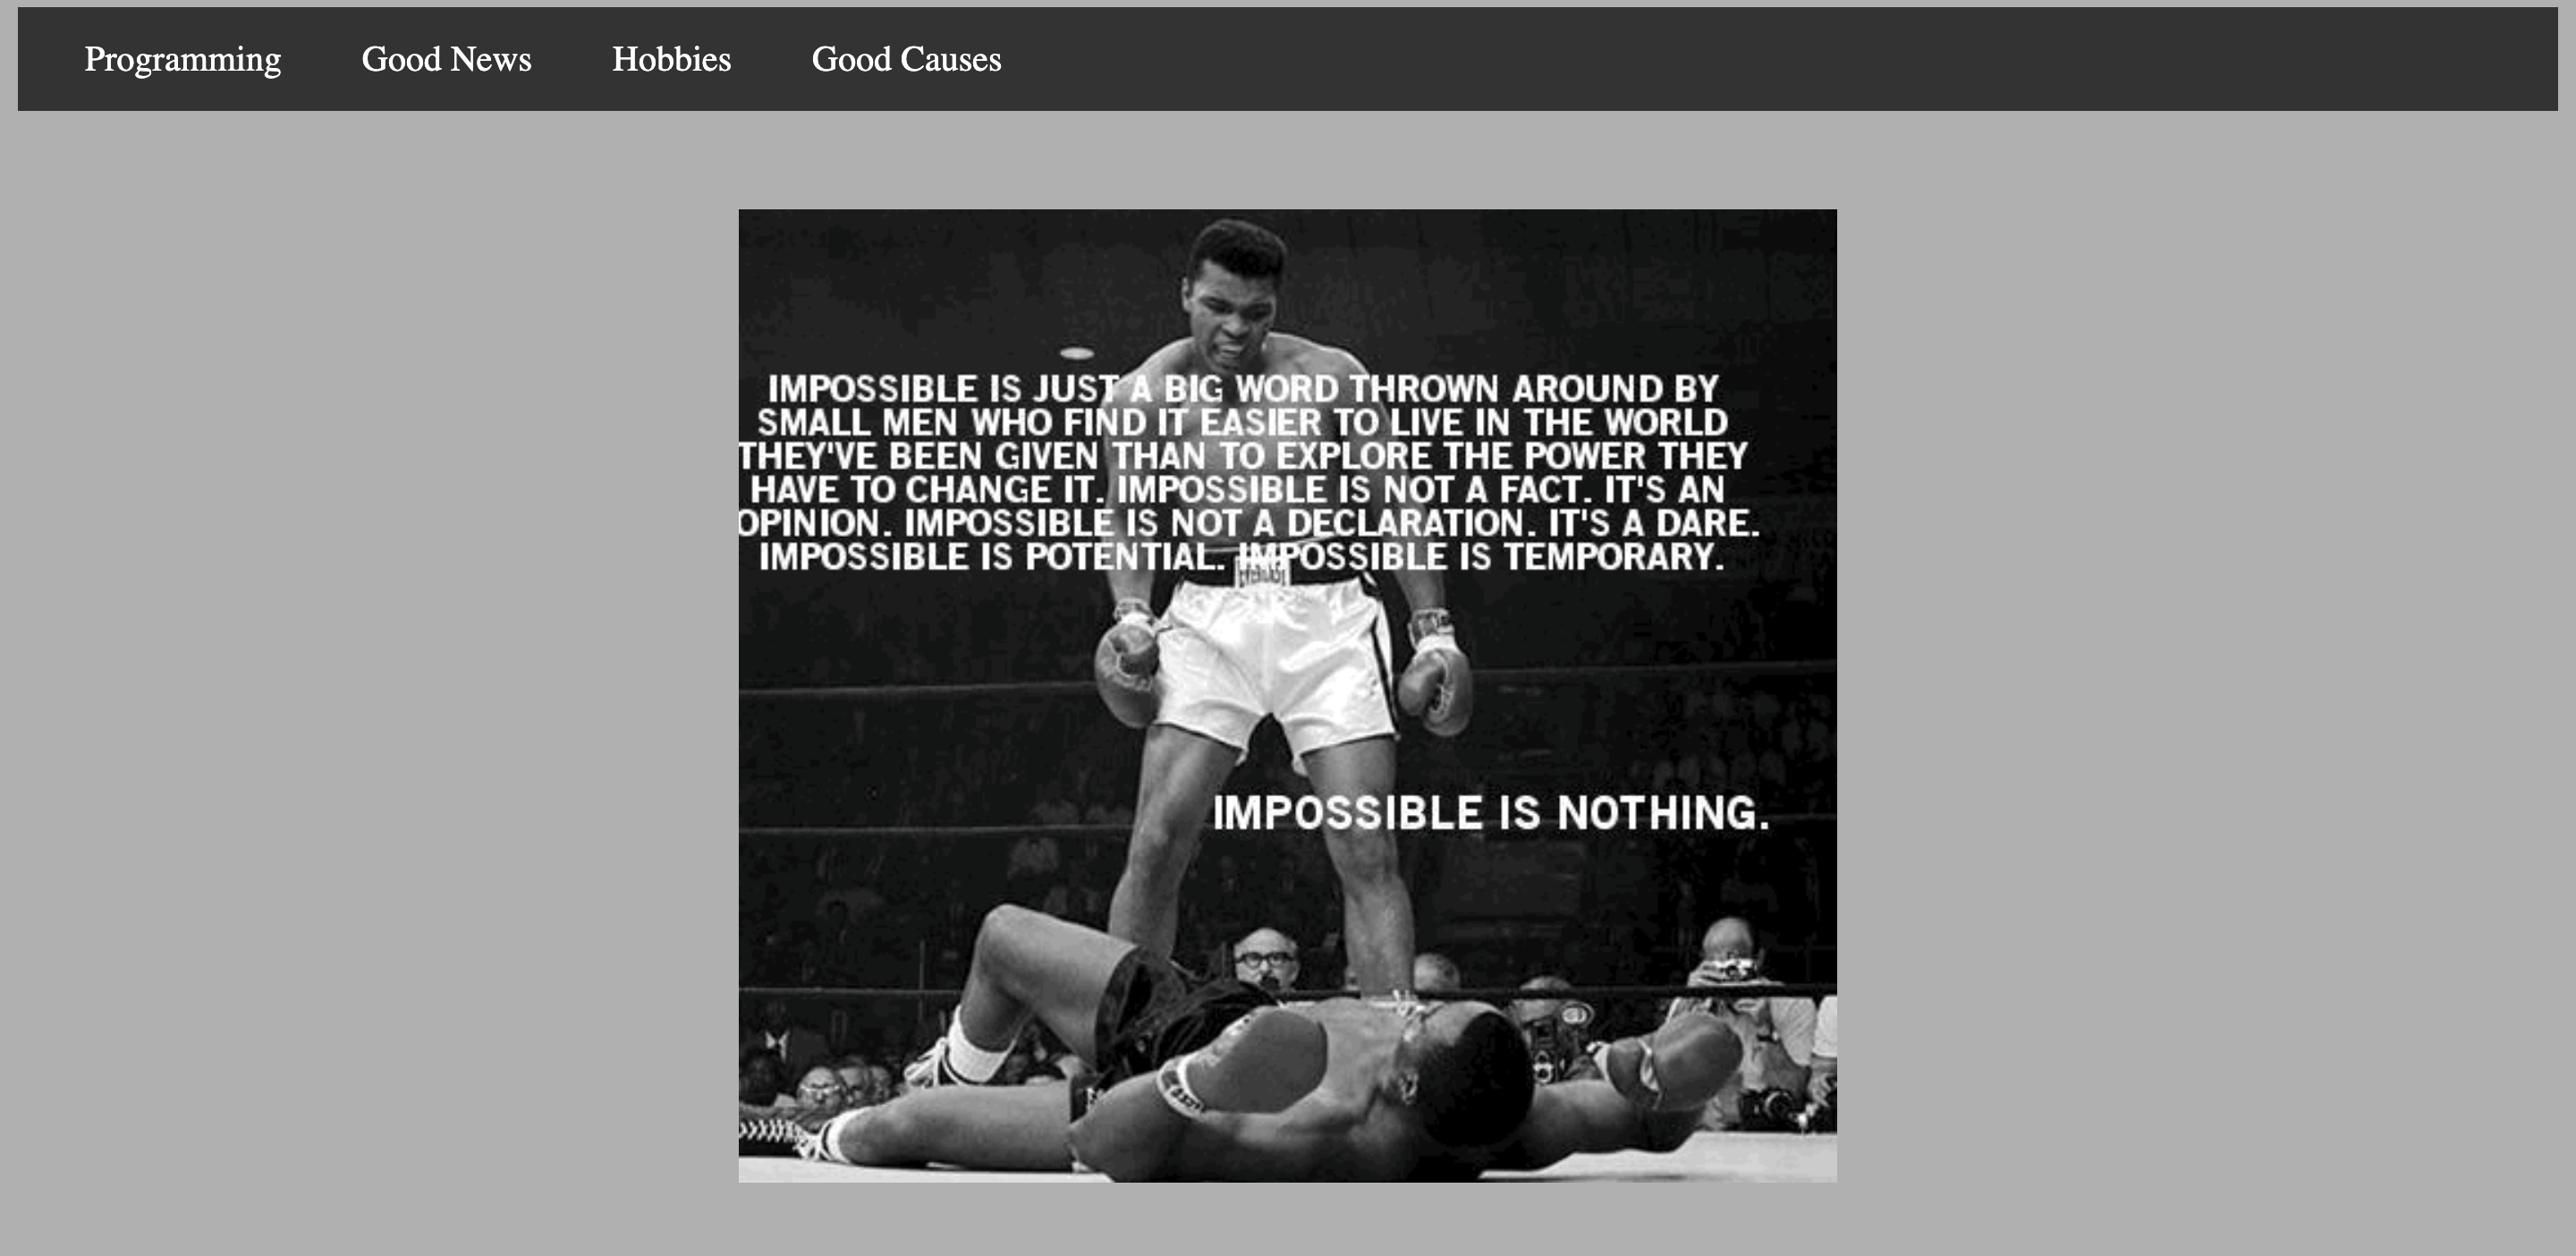 Programming Good News Hobbies Good Causes
IMPOSSIBLE IS JUST A BIG WORD THROWN AROUND BY
SMALL MEN WHO FIND IT EASIER TO LIVE IN THE WORLD
THEY'VE BEEN GIVEN THAN TO EXPLORE THE POWER THEY
HAVE TO CHANGE IT. IMPOSSIBLE IS NOT A FACT. IT'S AN
OPINION. IMPOSSIBLE IS NOT A DECLARATION. IT'S A DARE.
IMPOSSIBLE IS POTENTIAL. IMPOSSIBLE IS TEMPORARY.
IMPOSSIBLE IS NOTHING.